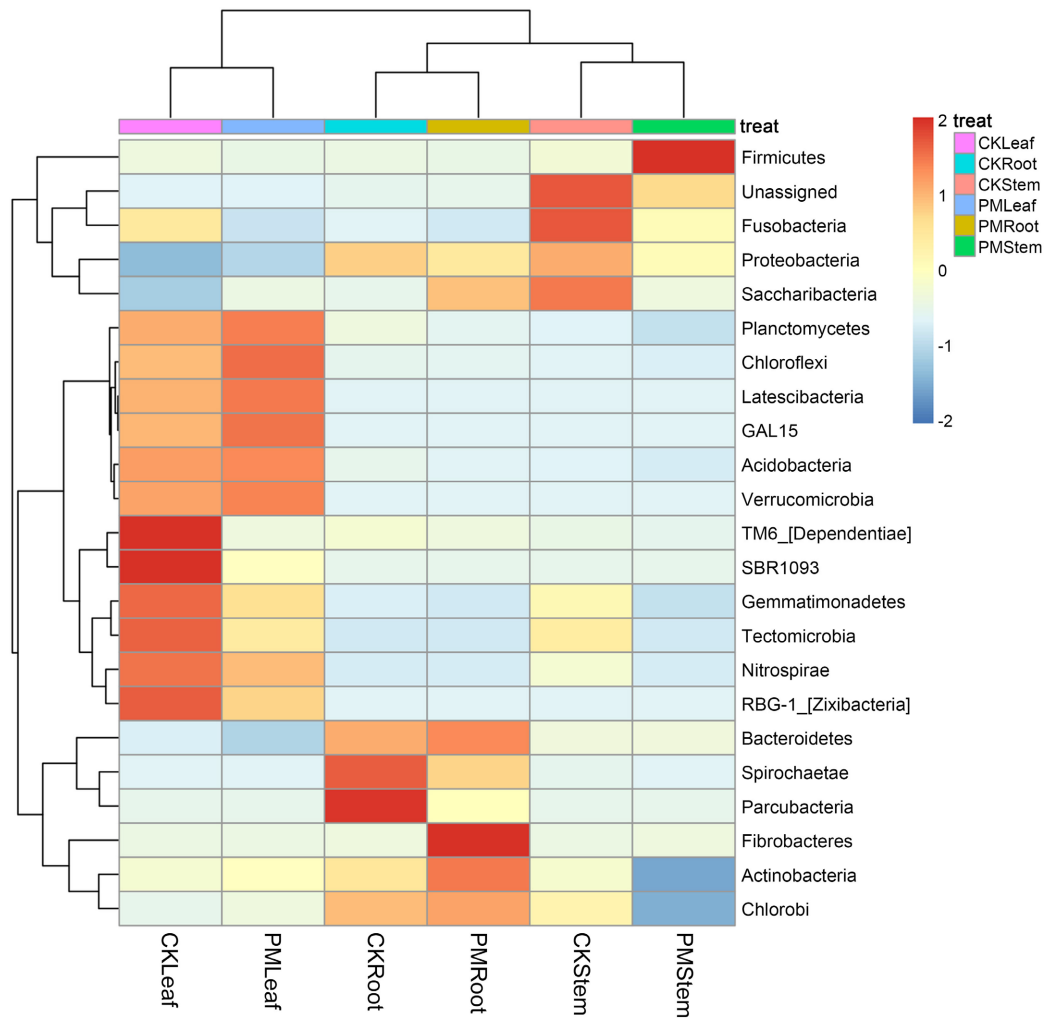 treat
Firmicutes
Unassigned
Fusobacteria
Proteobacteria
Saccharibacteria
Planctomycetes
Chloroflexi
Latescibacteria
GAL15
Acidobacteria
Verrucomicrobia
TM6_[Dependentiae]
SBR1093
Gemmatimonadetes
Tectomicrobia
Nitrospirae
RBG-1_[Zixibacteria]
Bacteroidetes
Spirochaetae
Parcubacteria
Fibrobacteres
Actinobacteria
Chlorobi
CKLeaf
PMLeaf
CKRoot
PMRoot
CKStem
PMStem
2
1
0
-1
-2
treat
CKLeaf
CKRoot
CKStem
PMLeaf
PMRoot
PMStem